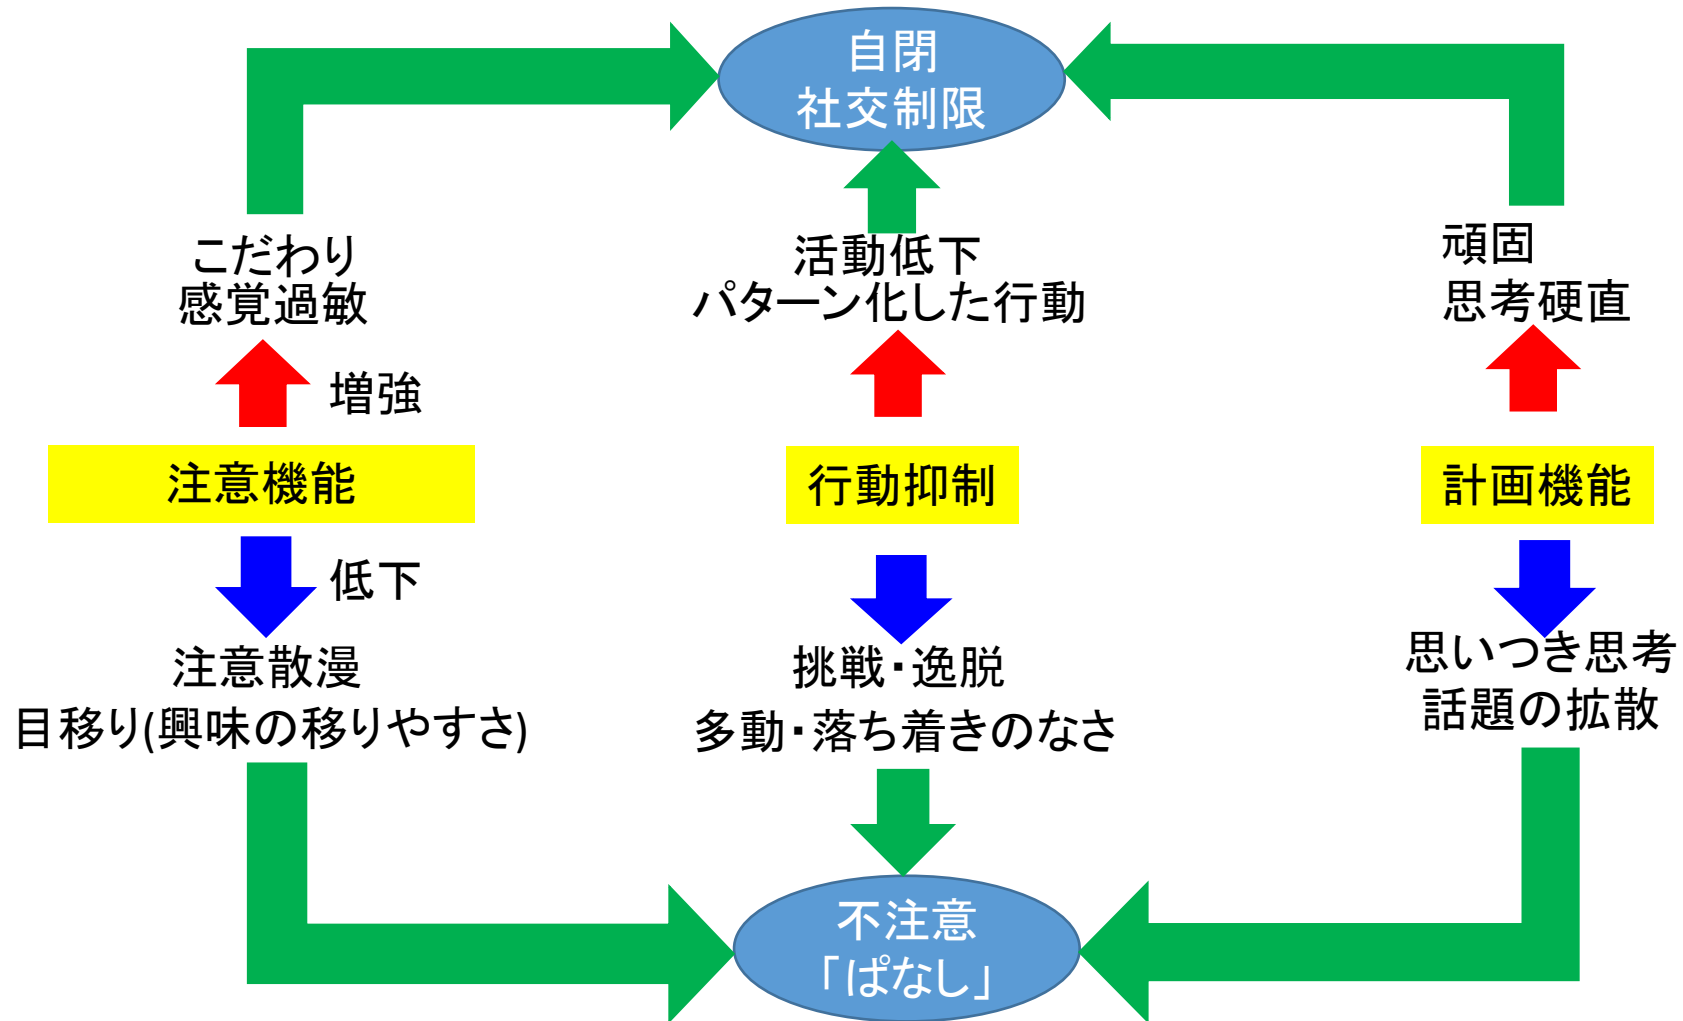 自閉
社交制限
こだわり
感覚過敏
活動低下
パターン化した行動
頑固
思考硬直
増強
注意機能
行動抑制
計画機能
低下
注意散漫
目移り(興味の移りやすさ)
挑戦・逸脱
多動・落ち着きのなさ
思いつき思考
話題の拡散
不注意
「ぱなし」